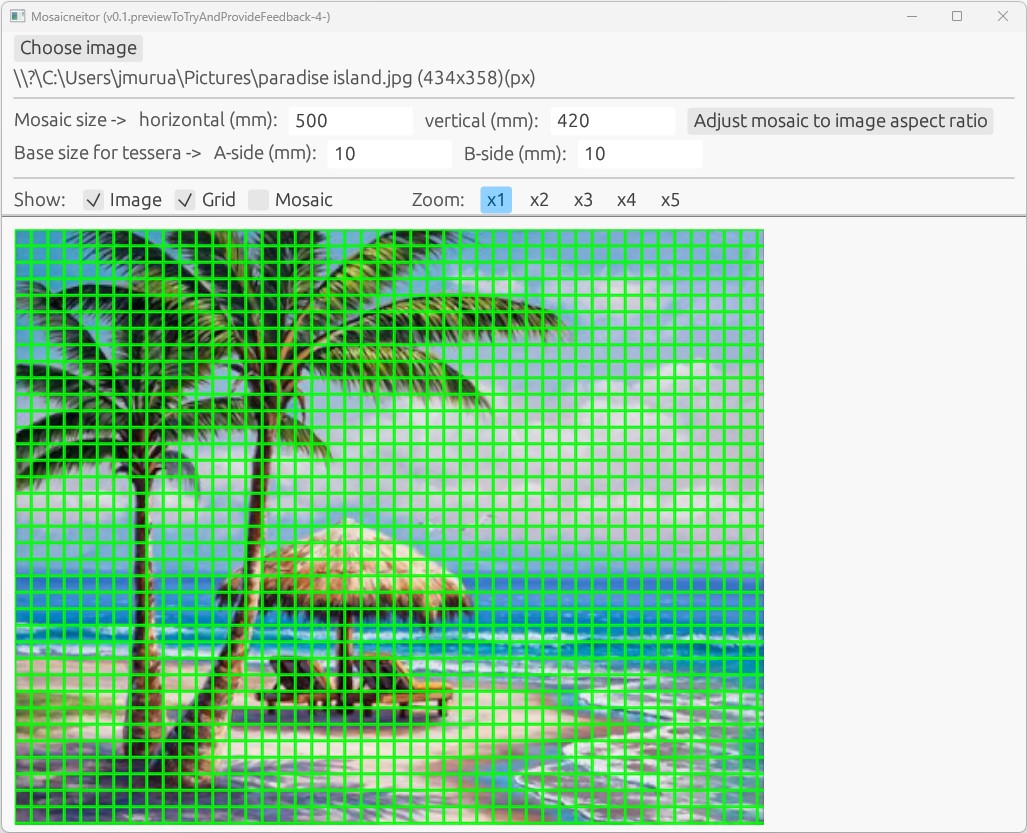 Mosaicneitor (v0.1.previewToTryAndProvideFeedback-4-)
Choose image
\\?\C:\Users\jmurua\Pictures\paradise island.jpg (434x358)(px)
Mosaic size -> horizontal (mm): 500 vertical (mm): 420 Adjust mosaic to image aspect ratio
Base size for tessera -> A-side (mm): 10 B-side (mm): 10
Show: Image Grid Mosaic Zoom: x1 x2 x3 x4 x5